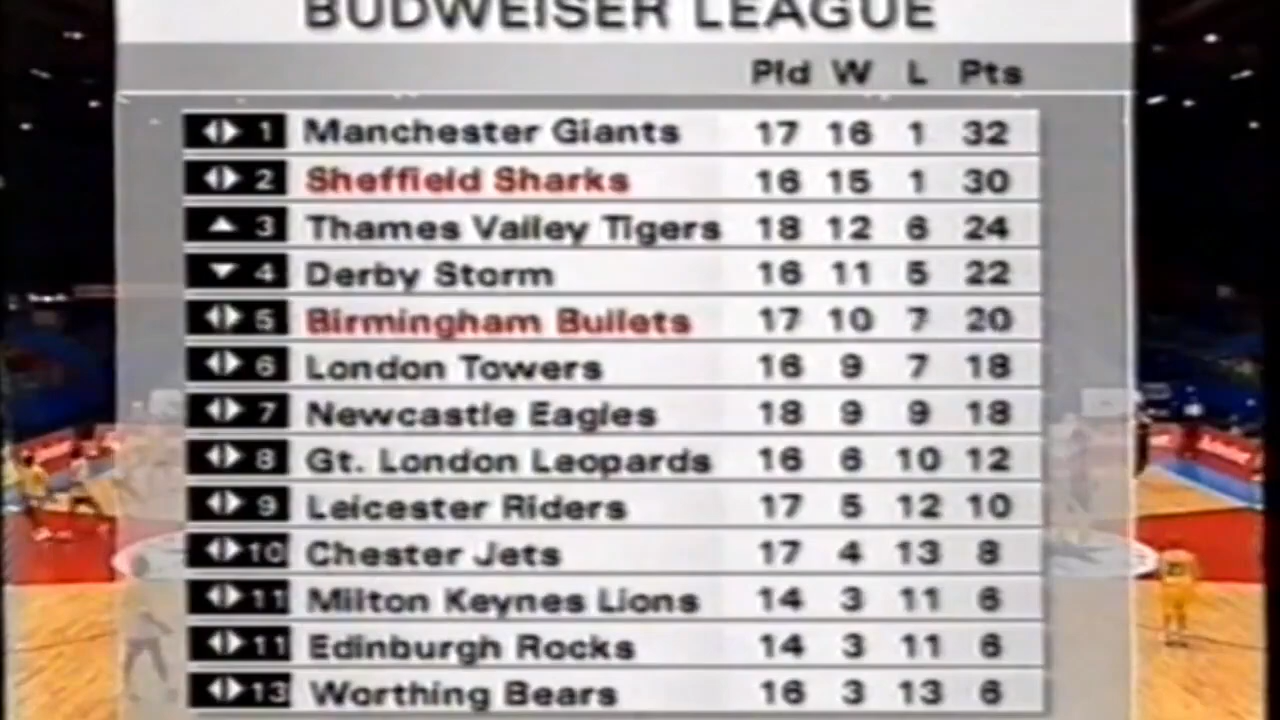 BUDWEISER LEAGUE
Pld W L Pts
1 Manchester Giants 17 16 1 32
2 Sheffield Sharks 16 15 1 30
3 Thames Valley Tigers 18 12 6 24
4 Derby Storm 16 11 5 22
5 Birmingham Bullets 17 10 7 20
6 London Towers 16 9 7 18
7 Newcastle Eagles 18 9 9 18
8 Gt. London Leopards 16 6 10 12
9 Leicester Riders 17 5 12 10
10 Chester Jets 17 4 13 8
11 Milton Keynes Lions 14 3 11 6
11 Edinburgh Rocks 14 3 11 6
13 Worthing Bears 16 3 13 6